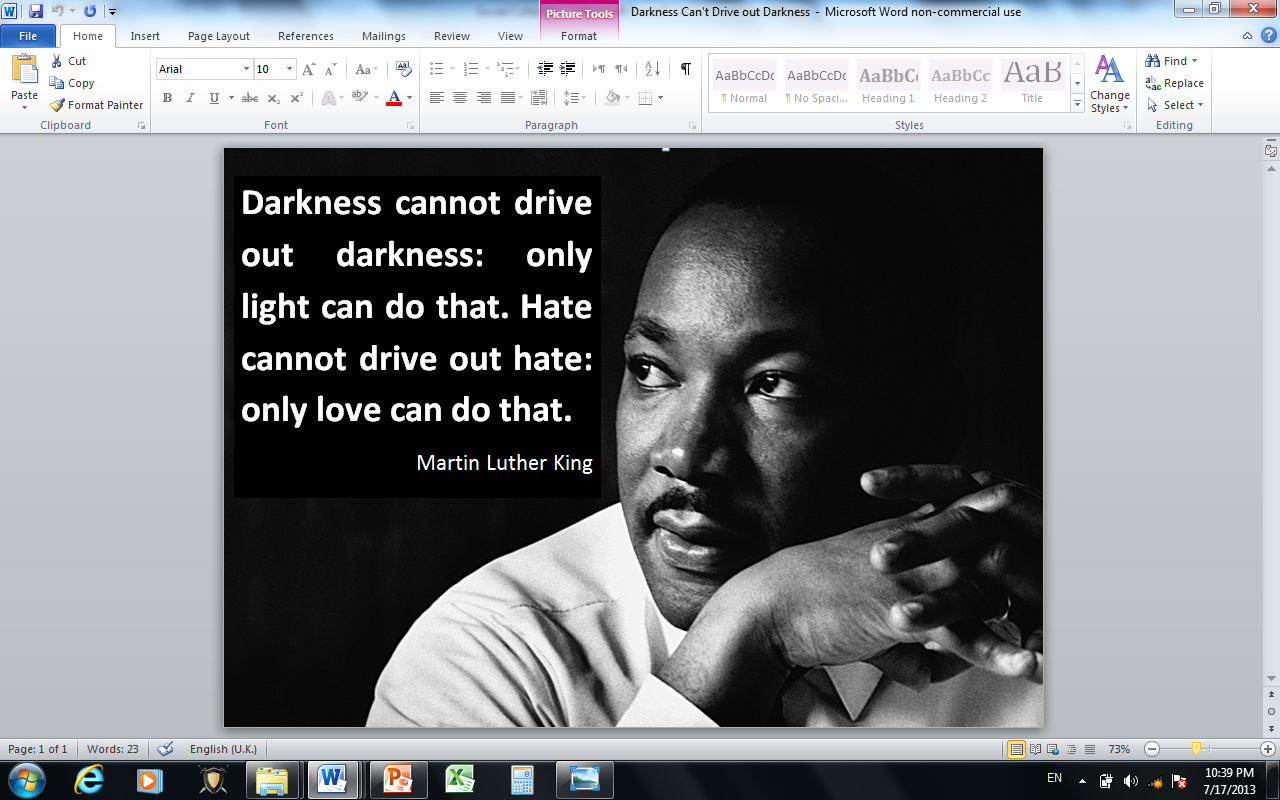 Picture Tools
Darkness Can't Drive out Darkness - Microsoft Word non-commercial use
File Home Insert Page Layout References Mailings Review View Format
Paste
Cut
Copy
Format Painter
Clipboard
Arial 10
Font
Paragraph
AaBbCcDc AaBbCcDc AaBbC AaBbCc AaB
¶ Normal ¶ No Spaci... Heading 1 Heading 2 Title
Change
Styles
Styles
Find
Replace
Select
Editing
Darkness cannot drive
out darkness: only
light can do that. Hate
cannot drive out hate:
only love can do that.
Martin Luther King
Page: 1 of 1 Words: 23 English (U.K.) 73%
EN
10:39 PM
7/17/2013